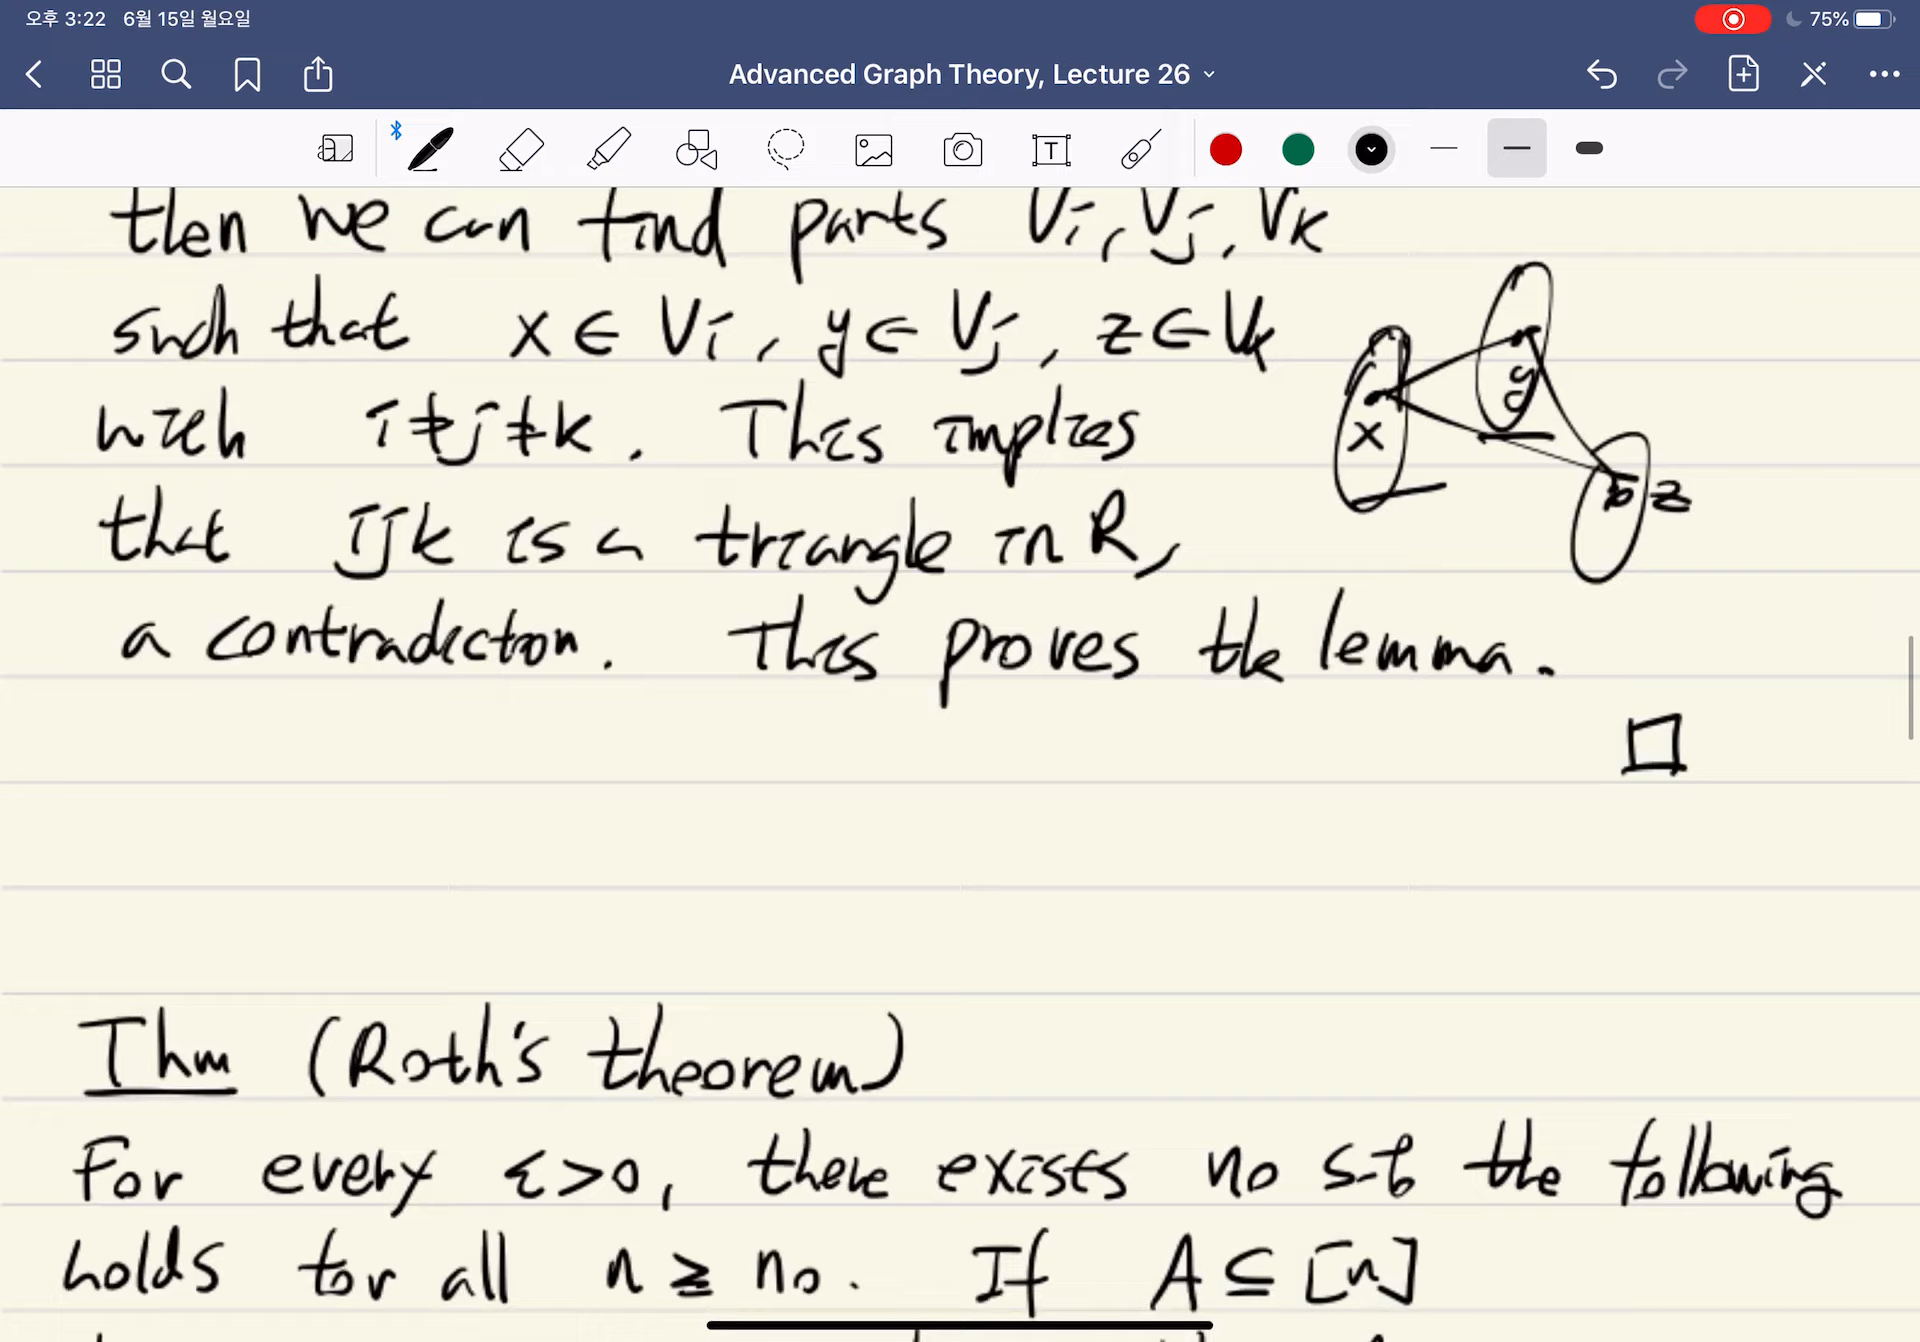 오후 3:22 6월 15일 월요일
75%
Advanced Graph Theory, Lecture 26
then we can find parts Vi, Vj, Vk
such that x ∈ Vi, y ∈ Vj, z ∈ Vk
with i ≠ j ≠ k. This implies
that ijk is a triangle in R,
a contradiction. This proves the lemma.
□
x
y
z
Thm (Roth's theorem)
For every ε>0, there exists n₀ s.t the following
holds for all n ≥ n₀. If A ⊆ [n]